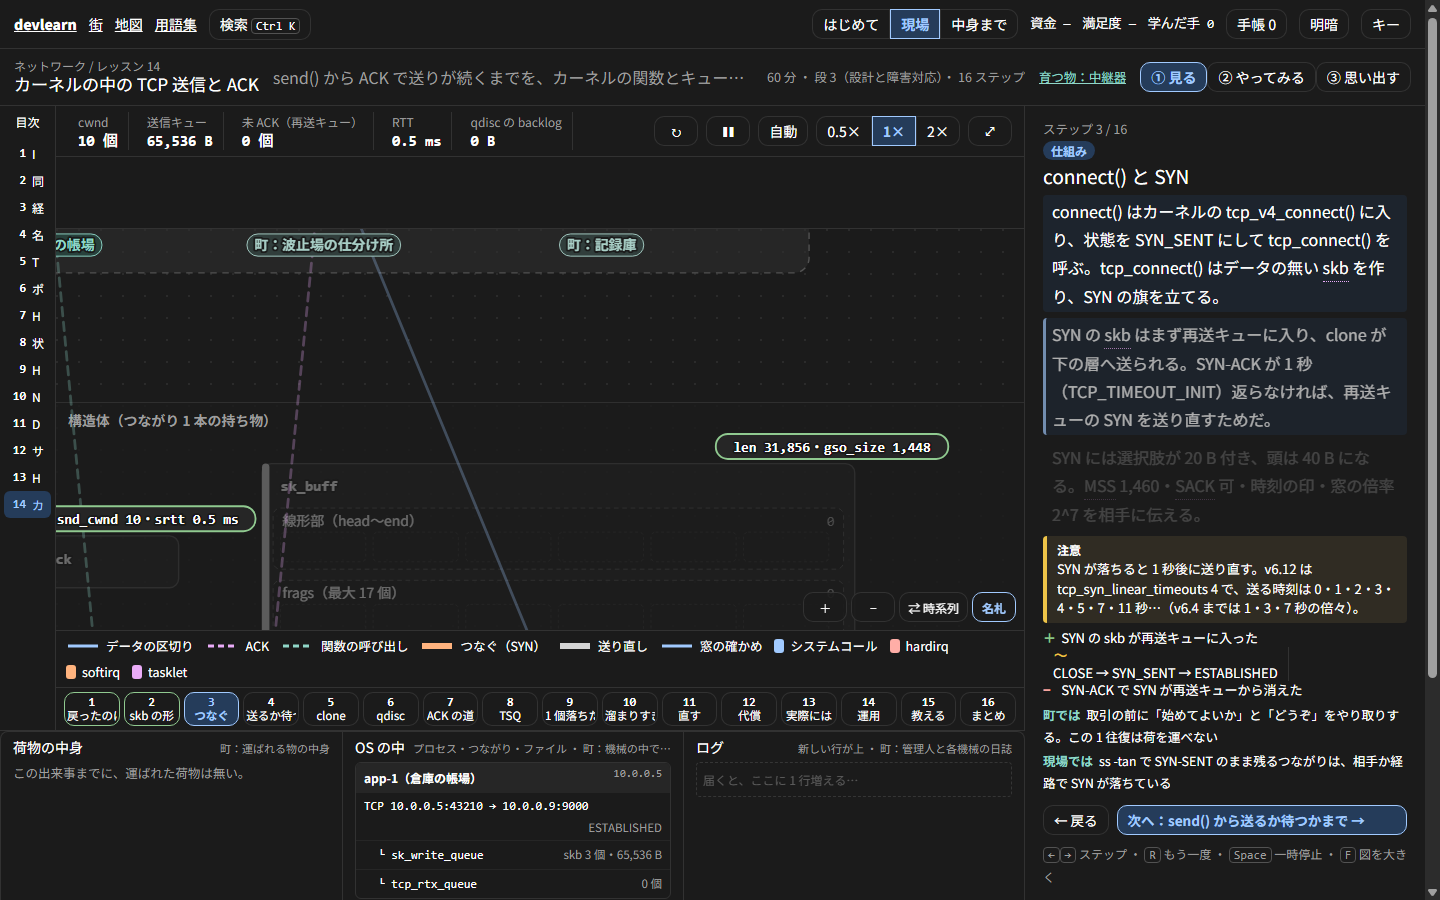 devlearn 街 地図 用語集 検索 Ctrl K はじめて 現場 中身まで 資金 － 満足度 － 学んだ手 0 手帳 0 明暗 キー
ネットワーク / レッスン 14
カーネルの中の TCP 送信と ACK send() から ACK で送りが続くまでを、カーネルの関数とキュー… 60 分・段 3（設計と障害対応）・16 ステップ 育つ物：中継器 ① 見る ② やってみる ③ 思い出す
目次
1 I
2 同
3 経
4 名
5 T
6 ポ
7 H
8 状
9 H
10 N
11 D
12 サ
13 H
14 カ
cwnd 送信キュー 未 ACK（再送キュー） RTT qdisc の backlog
10 個 65,536 B 0 個 0.5 ms 0 B
↻ 自動 0.5× 1× 2× ⤢
の帳場 町：波止場の仕分け所 町：記録庫
構造体（つながり 1 本の持ち物）
len 31,856・gso_size 1,448
sk_buff
snd_cwnd 10・srtt 0.5 ms
線形部（head〜end） 0
ck
frags（最大 17 個） 0
＋ － ⇄ 時系列 名札
データの区切り ACK 関数の呼び出し つなぐ（SYN） 送り直し 窓の確かめ システムコール hardirq
softirq tasklet
1 2 3 4 5 6 7 8 9 10 11 12 13 14 15 16
戻ったの skb の形 つなぐ 送るか待 clone qdisc ACK の道 TSQ 1 個落ちた 溜まりす 直す 代償 実際には 運用 教える まとめ
荷物の中身 町：運ばれる物の中身
この出来事までに、運ばれた荷物は無い。
OS の中 プロセス・つながり・ファイル ・ 町：機械の中で…
app-1（倉庫の帳場） 10.0.0.5
TCP 10.0.0.5:43210 → 10.0.0.9:9000
ESTABLISHED
└ sk_write_queue skb 3 個・65,536 B
└ tcp_rtx_queue 0 個
ログ 新しい行が上 ・ 町：管理人と各機械の日誌
届くと、ここに 1 行増える…
ステップ 3 / 16
仕組み
connect() と SYN
connect() はカーネルの tcp_v4_connect() に入
り、状態を SYN_SENT にして tcp_connect() を
呼ぶ。tcp_connect() はデータの無い skb を作
り、SYN の旗を立てる。
SYN の skb はまず再送キューに入り、clone が
下の層へ送られる。SYN-ACK が 1 秒
（TCP_TIMEOUT_INIT）返らなければ、再送キ
ューの SYN を送り直すためだ。
SYN には選択肢が 20 B 付き、頭は 40 B にな
る。MSS 1,460・SACK 可・時刻の印・窓の倍率
2^7 を相手に伝える。
注意
SYN が落ちると 1 秒後に送り直す。v6.12 は
tcp_syn_linear_timeouts 4 で、送る時刻は 0・1・2・3・
4・5・7・11 秒…（v6.4 までは 1・3・7 秒の倍々）。
＋ SYN の skb が再送キューに入った
〜
CLOSE → SYN_SENT → ESTABLISHED
－ SYN-ACK で SYN が再送キューから消えた
町では 取引の前に「始めてよいか」と「どうぞ」をやり取りす
る。この 1 往復は荷を運べない
現場では ss -tan で SYN-SENT のまま残るつながりは、相手か経
路で SYN が落ちている
← 戻る 次へ：send() から送るか待つかまで →
← → ステップ ・ R もう一度 ・ Space 一時停止 ・ F 図を大き
く